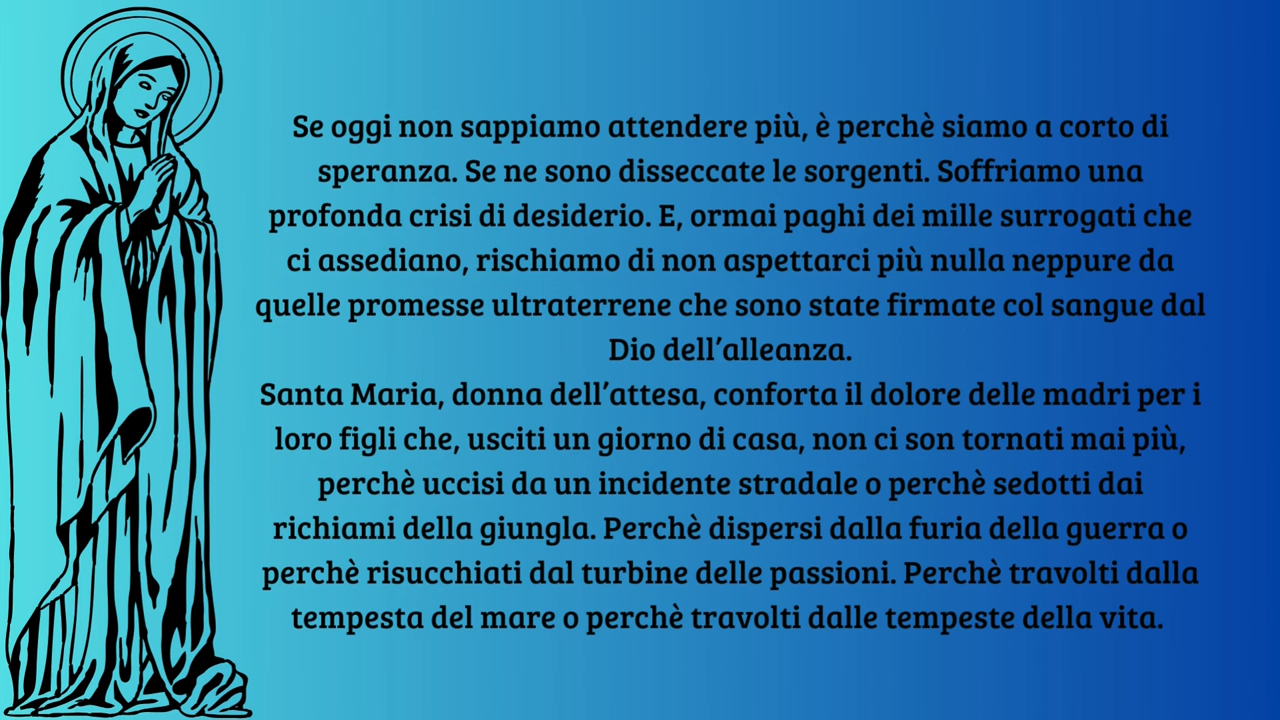 Se oggi non sappiamo attendere più, è perchè siamo a corto di
speranza. Se ne sono disseccate le sorgenti. Soffriamo una
profonda crisi di desiderio. E, ormai paghi dei mille surrogati che
ci assediano, rischiamo di non aspettarci più nulla neppure da
quelle promesse ultraterrene che sono state firmate col sangue dal
Dio dell’alleanza.
Santa Maria, donna dell’attesa, conforta il dolore delle madri per i
loro figli che, usciti un giorno di casa, non ci son tornati mai più,
perchè uccisi da un incidente stradale o perchè sedotti dai
richiami della giungla. Perchè dispersi dalla furia della guerra o
perchè risucchiati dal turbine delle passioni. Perchè travolti dalla
tempesta del mare o perchè travolti dalle tempeste della vita.